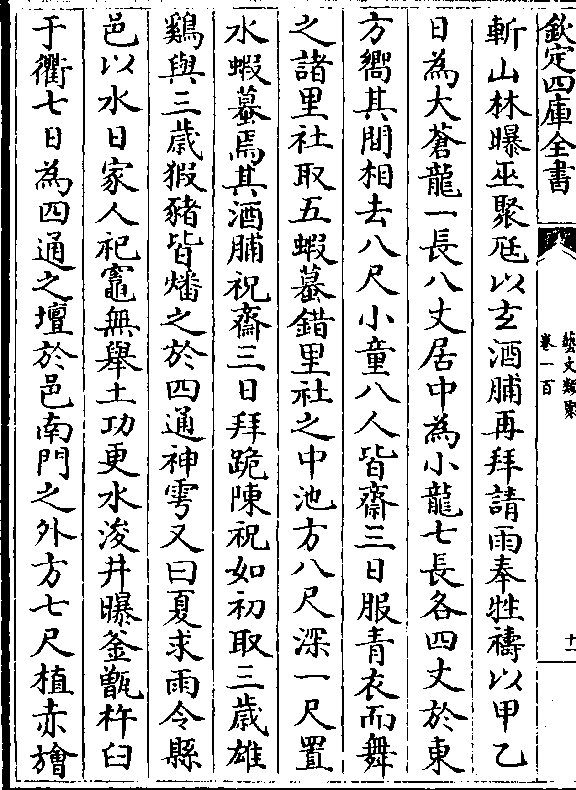 欽定四庫全書
藝文類聚
卷一百
十一
斬山林曝巫聚尫以玄酒脯再拜請雨奉牲禱以甲乙
日為大蒼龍一長八丈居中為小龍七長各四丈於東
方嚮其間相去八尺小童八人皆齋三日服青衣而舞
之諸里社取五蝦蟇錯里社之中池方八尺深一尺置
水蝦蟇焉其酒脯祝齋三日拜跪陳祝如初取三歳雄
鷄與三歳猳豬皆燔之於四通神雩又曰夏求雨令縣
邑以水日家人祀竈無舉土功更水浚井曝釜甑杵臼
于衢七日為四通之壇於邑南門之外方七尺植赤旝